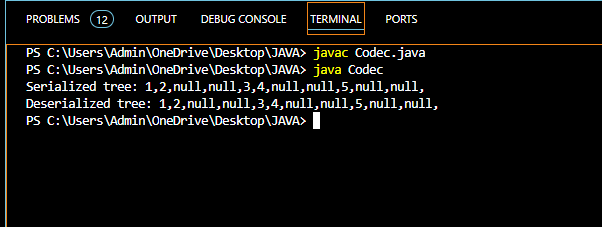 PROBLEMS 12 OUTPUT DEBUG CONSOLE TERMINAL PORTS
PS C:\Users\Admin\OneDrive\Desktop\JAVA> javac Codec.java
PS C:\Users\Admin\OneDrive\Desktop\JAVA> java Codec
Serialized tree: 1,2,null,null,3,4,null,null,5,null,null,
Deserialized tree: 1,2,null,null,3,4,null,null,5,null,null,
PS C:\Users\Admin\OneDrive\Desktop\JAVA>